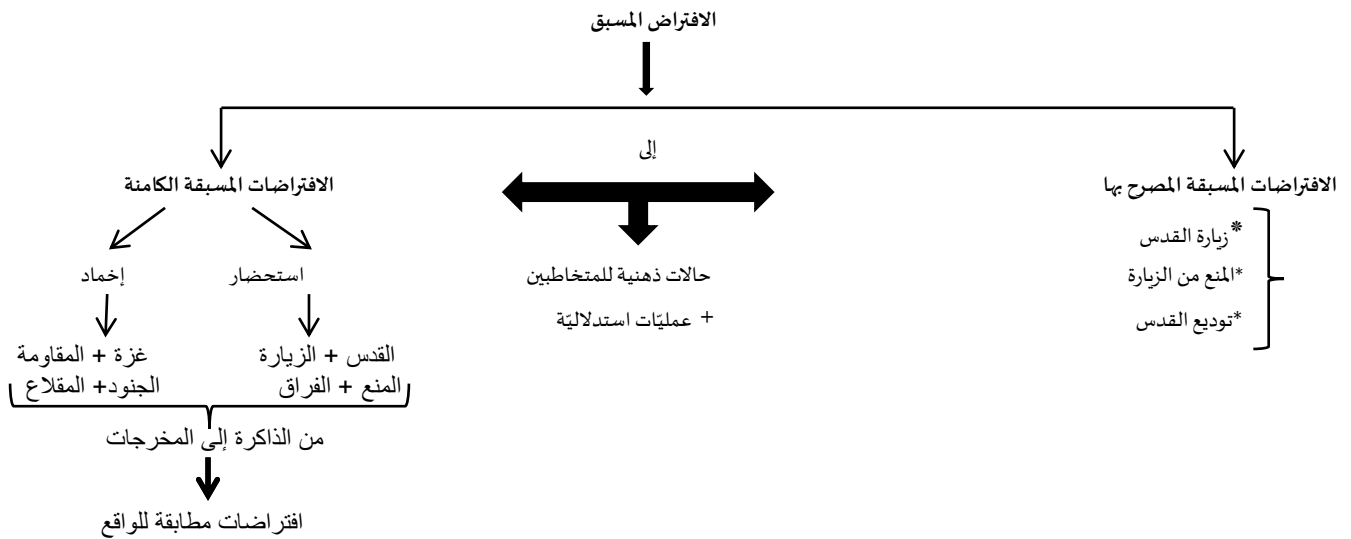 الافتراض المسبق
إلى
الافتراضات المسبقة المصرح بها
*زيارة القدس
*المنع من الزيارة
*توديع القدس
حالات ذهنية للمتخاطبين
+ عمليّات استدلاليّة
الافتراضات المسبقة الكامنة
استحضار
إخماد
القدس + الزيارة
المنع + الفراق
غزة + المقاومة
الجنود+ المقلاع
من الذاكرة إلى المخرجات
افتراضات مطابقة للواقع